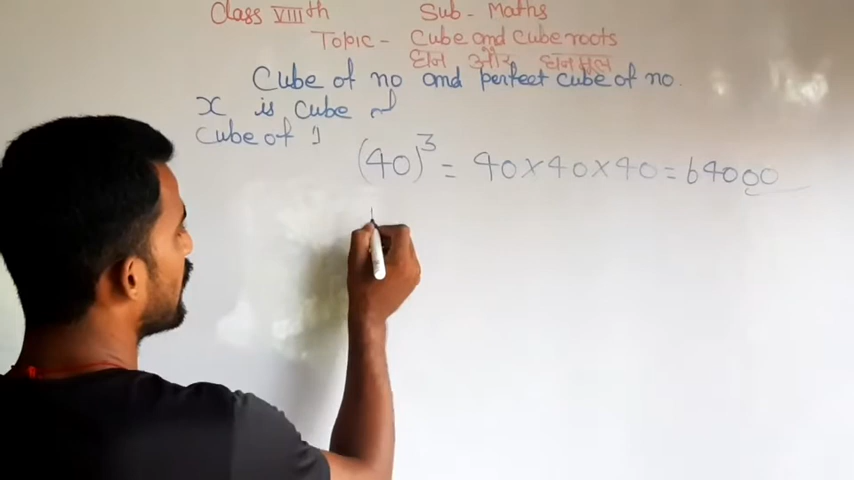 Class VIIIth Sub- Maths
Topic - Cube and Cube roots
घन और घनमूल
Cube of no and perfect cube of no.
x is cube of
Cube of 1
(40)³ = 40×40×40 = 64000